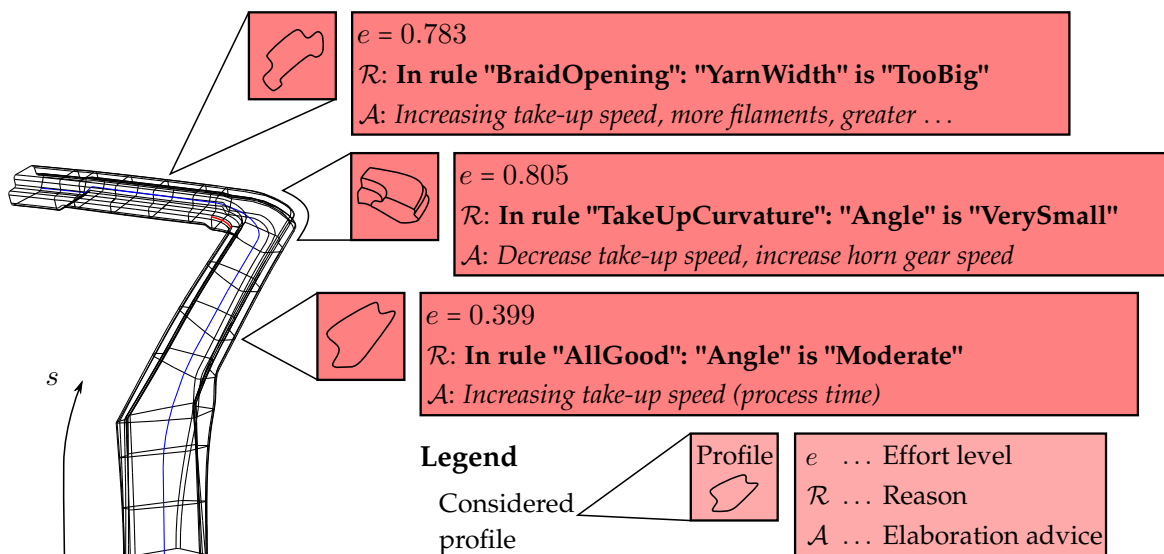 e = 0.783
R: In rule "BraidOpening": "YarnWidth" is "TooBig"
A: Increasing take-up speed, more filaments, greater …
e = 0.805
R: In rule "TakeUpCurvature": "Angle" is "VerySmall"
A: Decrease take-up speed, increase horn gear speed
e = 0.399
R: In rule "AllGood": "Angle" is "Moderate"
A: Increasing take-up speed (process time)
s
Legend
Considered
profile
Profile
e … Effort level
R … Reason
A … Elaboration advice